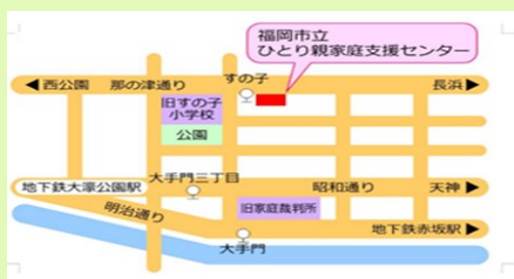 福岡市立
ひとり親家庭支援センター
◀西公園
那の津通り
すの子
長浜▶
旧すの子
小学校
公園
大手門三丁目
地下鉄大濠公園駅
昭和通り
天神▶
明治通り
旧家庭裁判所
地下鉄赤坂駅▶
大手門